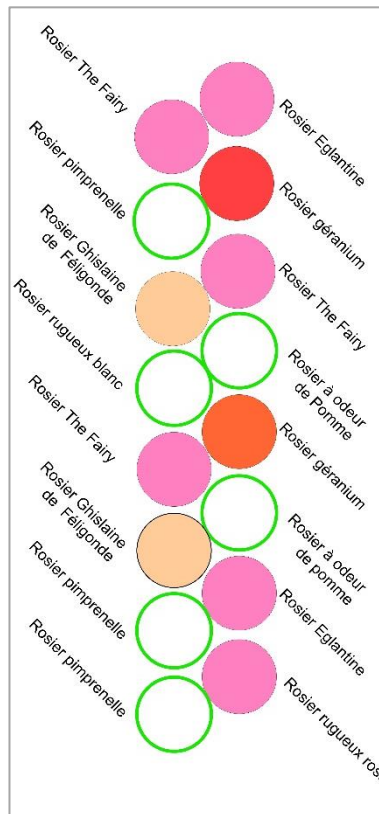 Rosier The Fairy
Rosier Eglantine
Rosier pimprenelle
Rosier géranium
Rosier Ghislaine
de Féligonde
Rosier The Fairy
Rosier rugueux blanc
Rosier à odeur
de Pomme
Rosier The Fairy
Rosier géranium
Rosier Ghislaine
de Féligonde
Rosier à odeur
de pomme
Rosier pimprenelle
Rosier Eglantine
Rosier pimprenelle
Rosier rugueux